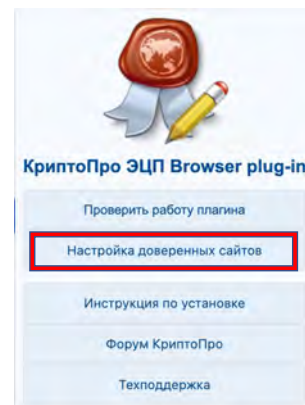 КриптоПро ЭЦП Browser plug-in
Проверить работу плагина
Настройка доверенных сайтов
Инструкция по установке
Форум КриптоПро
Техподдержка